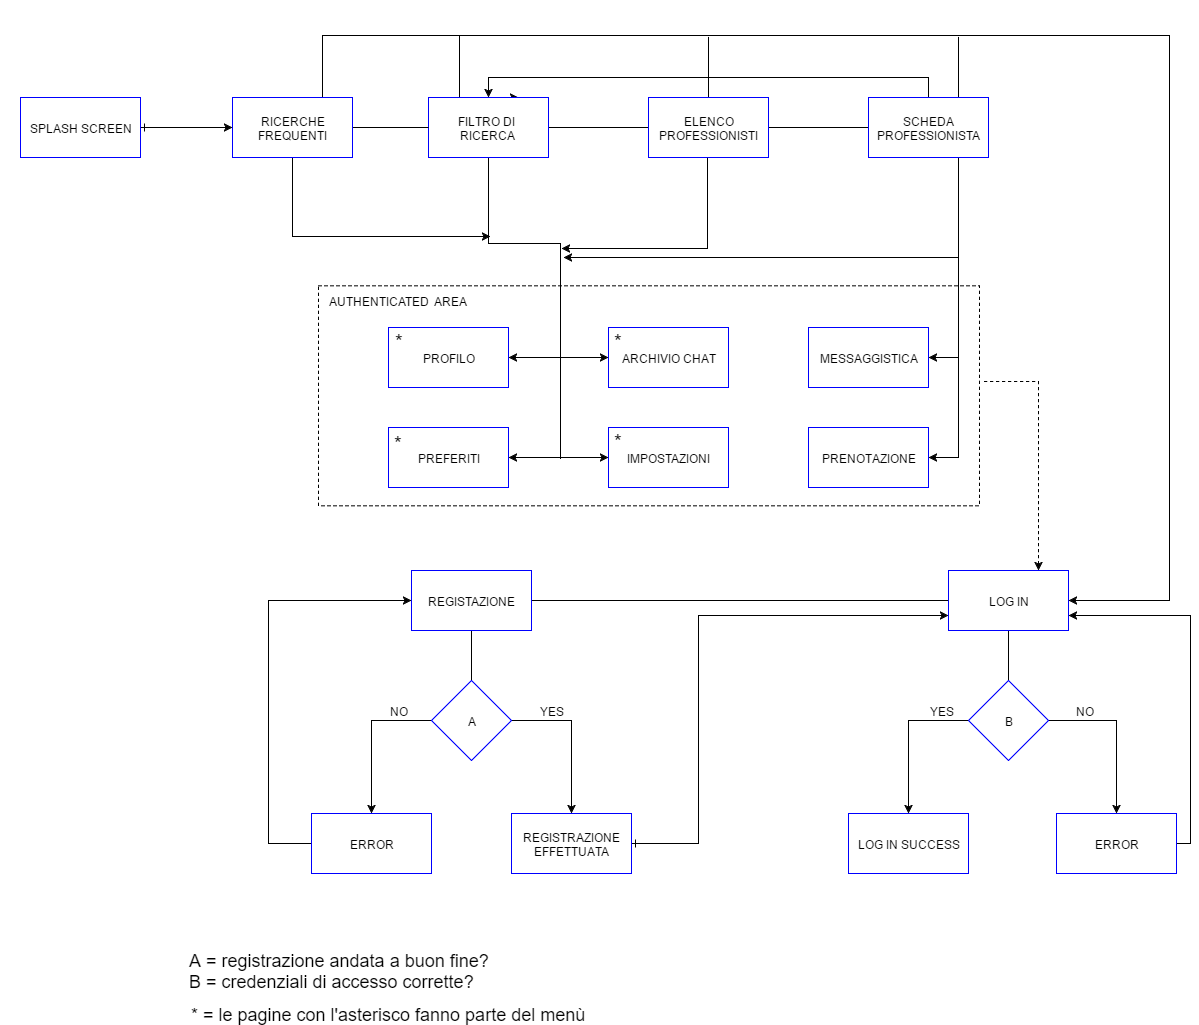 SPLASH SCREEN
RICERCHE
FREQUENTI
FILTRO DI
RICERCA
ELENCO
PROFESSIONISTI
SCHEDA
PROFESSIONISTA
AUTHENTICATED AREA
*
PROFILO
*
ARCHIVIO CHAT
MESSAGGISTICA
*
PREFERITI
*
IMPOSTAZIONI
PRENOTAZIONE
REGISTAZIONE
LOG IN
NO
A
YES
YES
B
NO
ERROR
REGISTRAZIONE
EFFETTUATA
LOG IN SUCCESS
ERROR
A = registrazione andata a buon fine?
B = credenziali di accesso corrette?
* = le pagine con l'asterisco fanno parte del menù